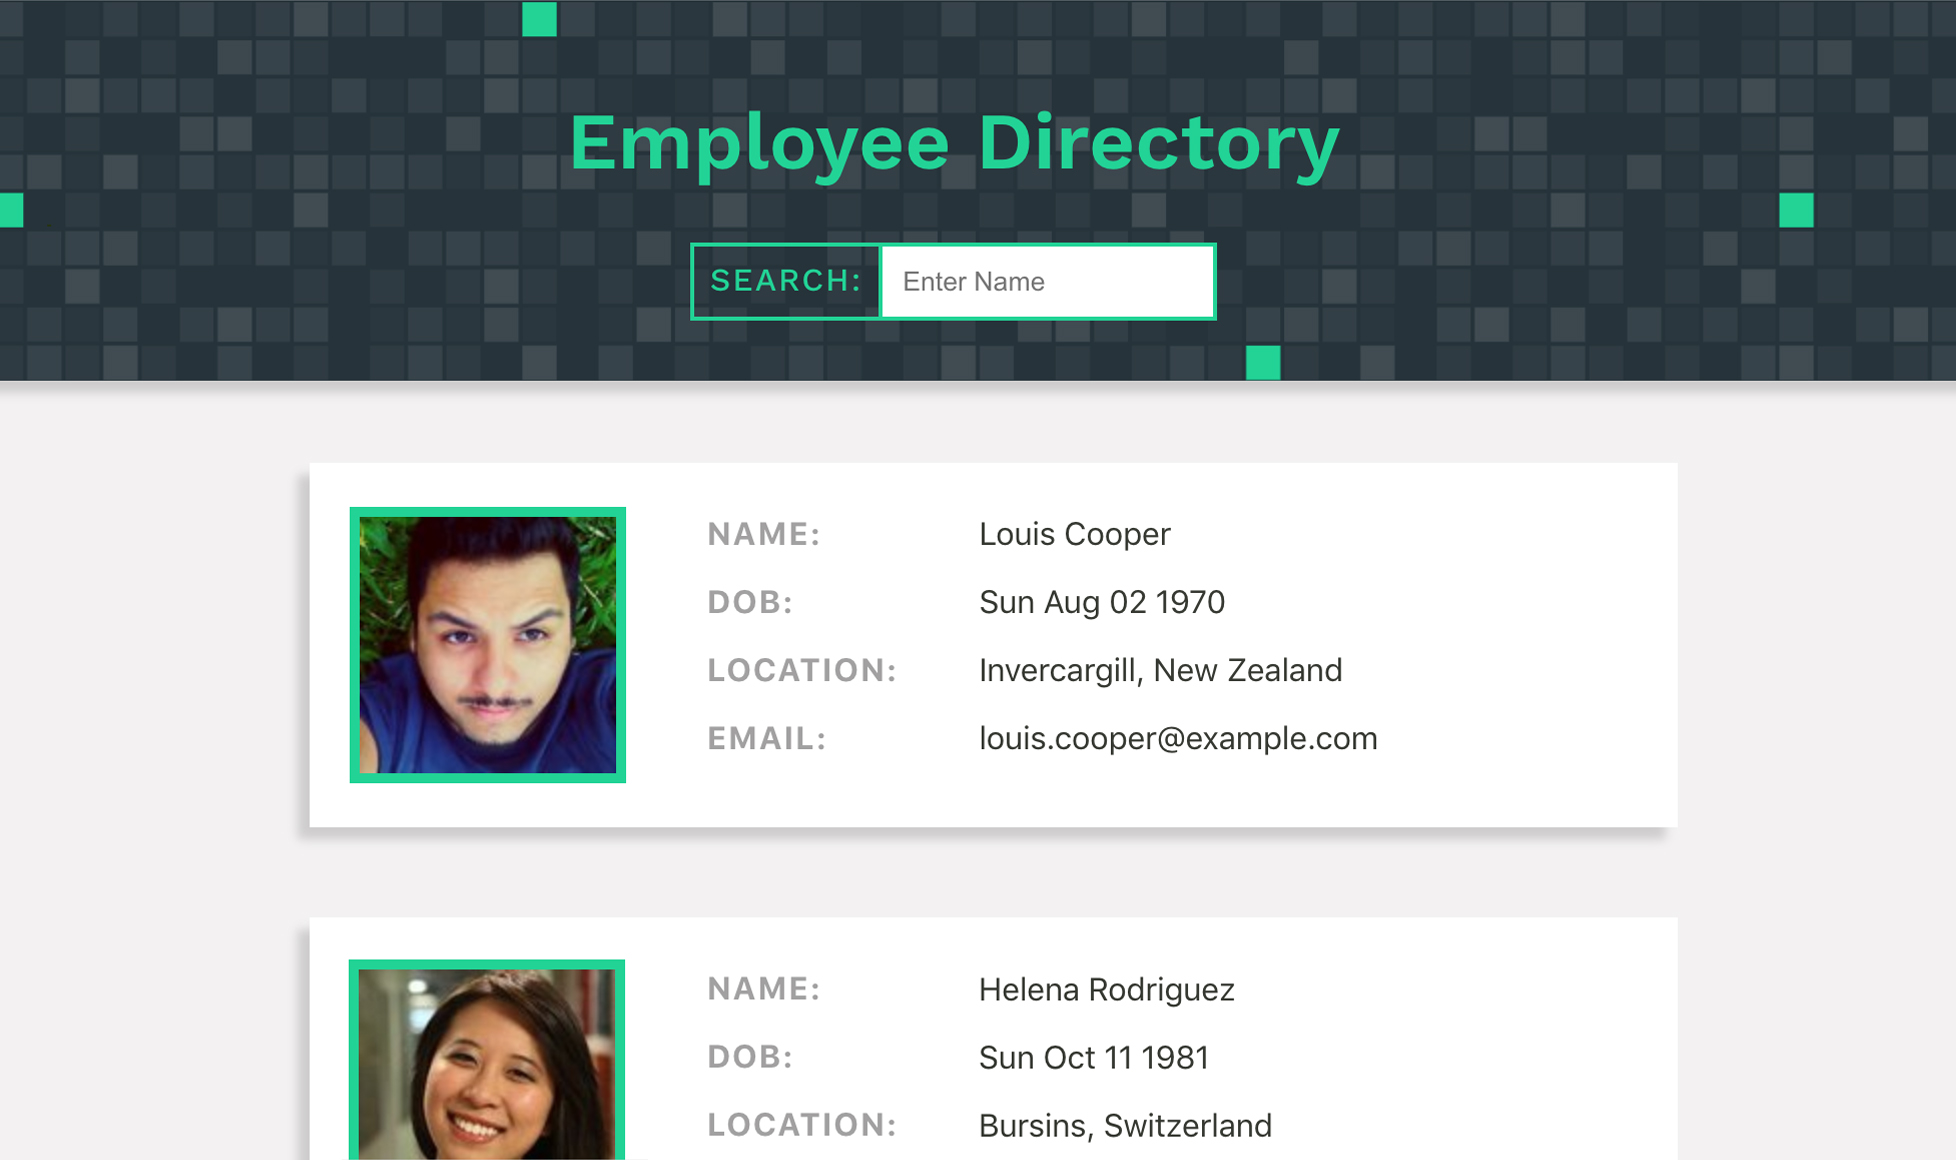 Employee Directory
SEARCH: Enter Name
NAME: Louis Cooper
DOB: Sun Aug 02 1970
LOCATION: Invercargill, New Zealand
EMAIL: louis.cooper@example.com
NAME: Helena Rodriguez
DOB: Sun Oct 11 1981
LOCATION: Bursins, Switzerland